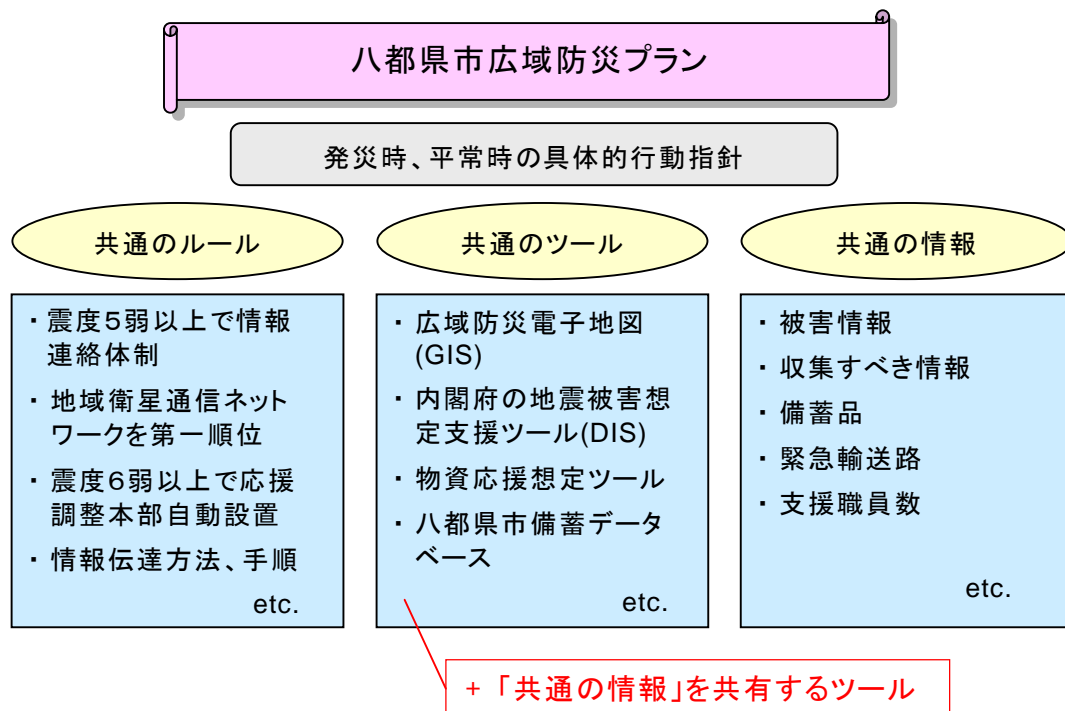 八都県市広域防災プラン
発災時、平常時の具体的行動指針
共通のルール
・震度5弱以上で情報
連絡体制
・地域衛星通信ネット
ワークを第一順位
・震度6弱以上で応援
調整本部自動設置
・情報伝達方法、手順
etc.
共通のツール
・広域防災電子地図
(GIS)
・内閣府の地震被害想
定支援ツール(DIS)
・物資応援想定ツール
・八都県市備蓄データ
ベース
etc.
共通の情報
・被害情報
・収集すべき情報
・備蓄品
・緊急輸送路
・支援職員数
etc.
+「共通の情報」を共有するツール